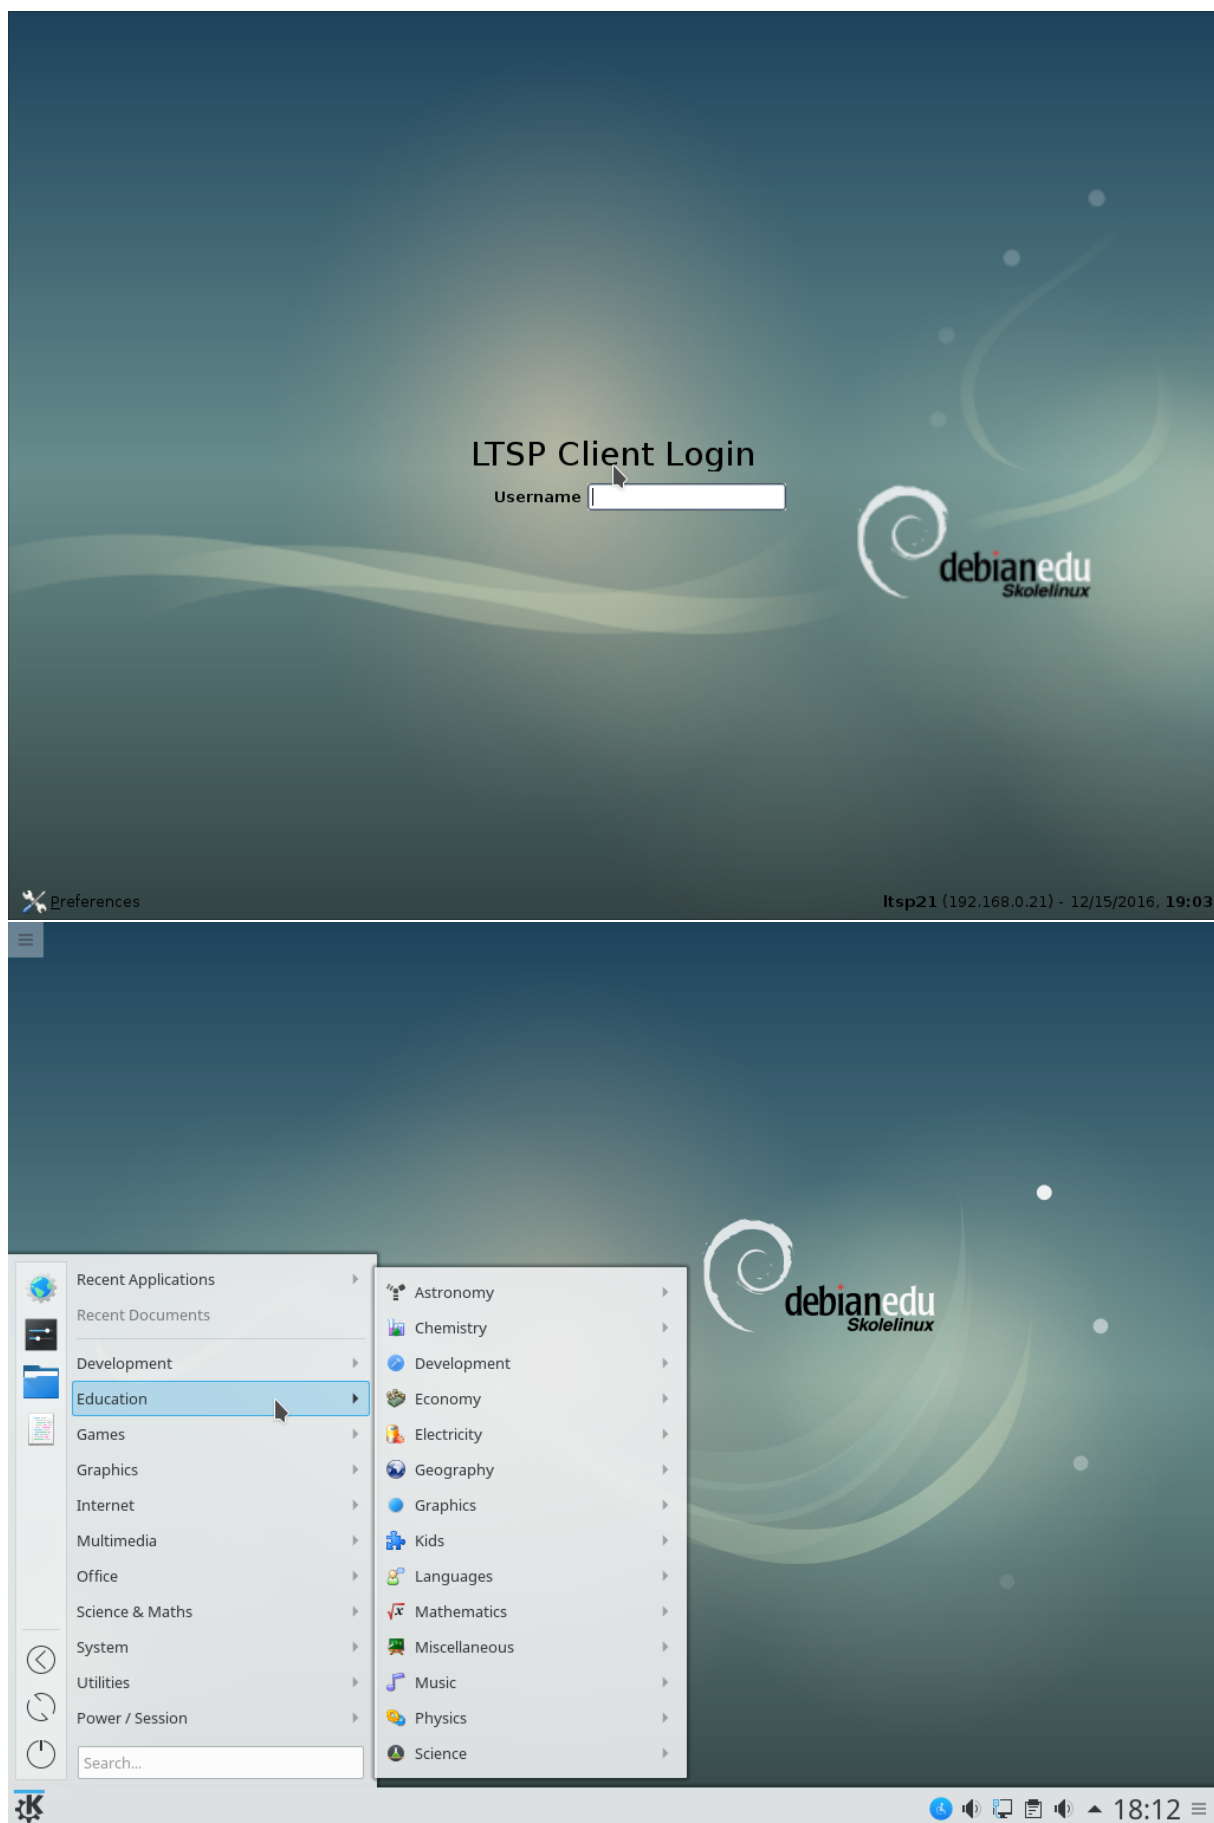 LTSP Client Login
Username
debianedu
Skolelinux
Preferences
ltsp21 (192.168.0.21) - 12/15/2016, 19:03
debianedu
Skolelinux
Recent Applications
Recent Documents
Development
Education
Games
Graphics
Internet
Multimedia
Office
Science & Maths
System
Utilities
Power / Session
Search...
Astronomy
Chemistry
Development
Economy
Electricity
Geography
Graphics
Kids
Languages
Mathematics
Miscellaneous
Music
Physics
Science
18:12